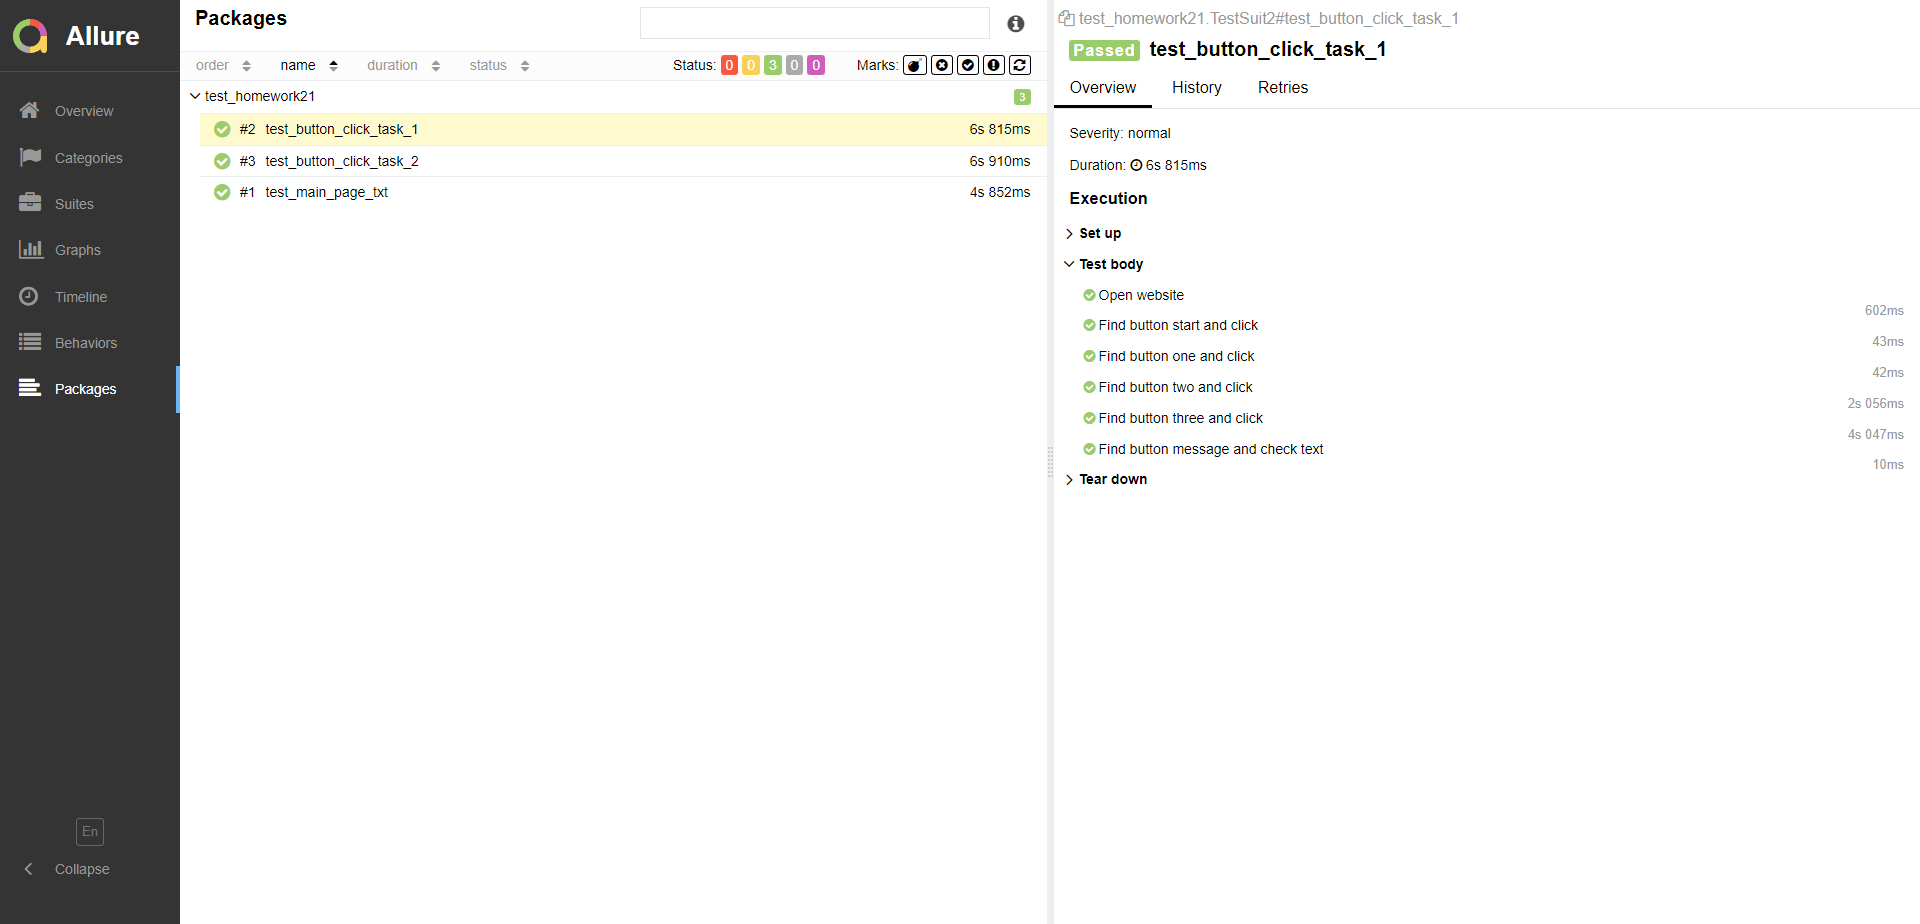 Allure
Overview
Categories
Suites
Graphs
Timeline
Behaviors
Packages
En
Collapse
Packages
order name duration status Status: 0 0 3 0 0 Marks:
test_homework21 3
#2 test_button_click_task_1 6s 815ms
#3 test_button_click_task_2 6s 910ms
#1 test_main_page_txt 4s 852ms
test_homework21.TestSuit2#test_button_click_task_1
Passed test_button_click_task_1
Overview History Retries
Severity: normal
Duration: 6s 815ms
Execution
Set up
Test body
Open website
602ms
Find button start and click
43ms
Find button one and click
42ms
Find button two and click
2s 056ms
Find button three and click
4s 047ms
Find button message and check text
10ms
Tear down